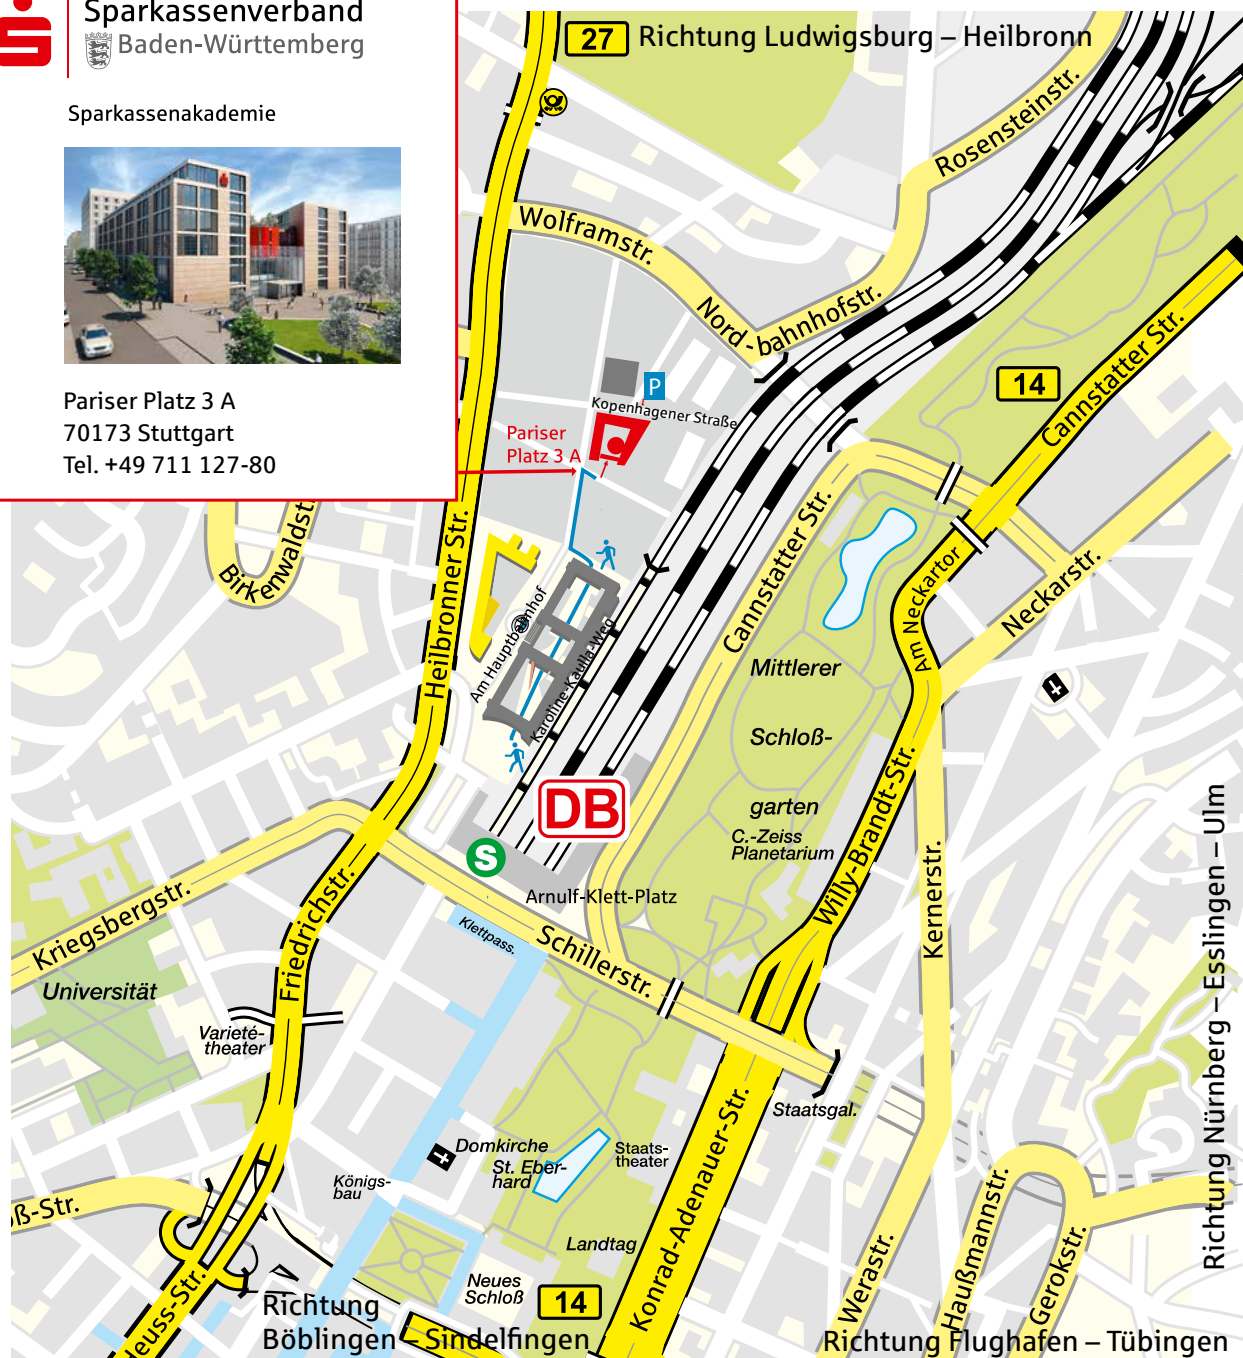 Sparkassenverband
Baden-Württemberg
Sparkassenakademie
Pariser Platz 3 A
70173 Stuttgart
Tel. +49 711 127-80
27 Richtung Ludwigsburg – Heilbronn
Rosensteinstr.
Wolframstr.
Nord-bahnhofstr.
14
Cannstatter Str.
P
Kopenhagener Straße
Pariser
Platz 3 A
Birkenwaldstr
Heilbronner Str.
Cannstatter Str.
Am Neckartor
Neckarstr.
Am Hauptbahnhof
Karoline-Kaulla-Weg
Mittlerer
Schloß-
garten
C.-Zeiss
Planetarium
Willy-Brandt-Str.
Kernerstr.
DB
S
Arnulf-Klett-Platz
Kriegsbergstr.
Friedrichstr.
Klettpass.
Schillerstr.
Universität
Varieté-
theater
Staatsgal.
Konrad-Adenauer-Str.
Domkirche
St. Eber-
hard
Staats-
theater
Königs-
bau
ß-Str.
Landtag
Neues
Schloß
14
euss-Str.
Werastr.
Haußmannstr.
Gerokstr.
Richtung Nürnberg – Esslingen – Ulm
Richtung
Böblingen – Sindelfingen
Richtung Flughafen – Tübingen